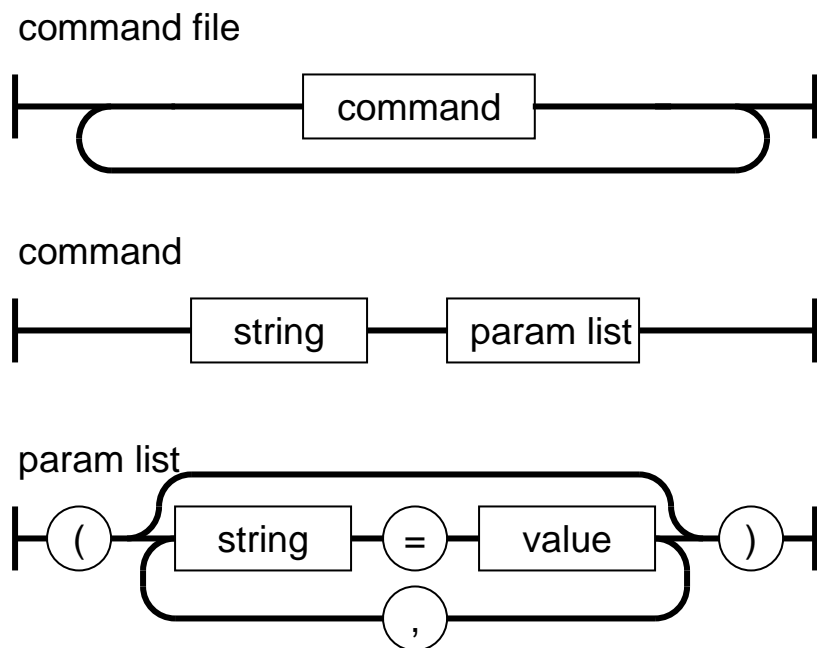 command file
command
command
string param list
param list
( string = value )
,